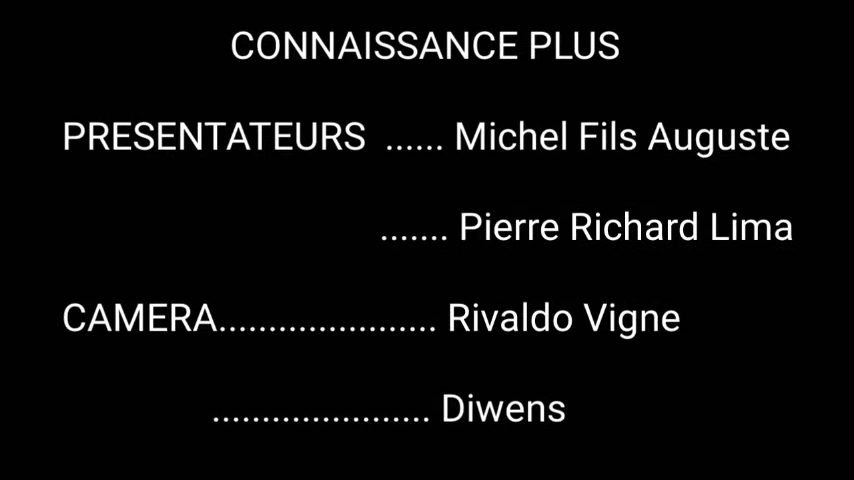 CONNAISSANCE PLUS
PRESENTATEURS ...... Michel Fils Auguste
....... Pierre Richard Lima
CAMERA...................... Rivaldo Vigne
...................... Diwens